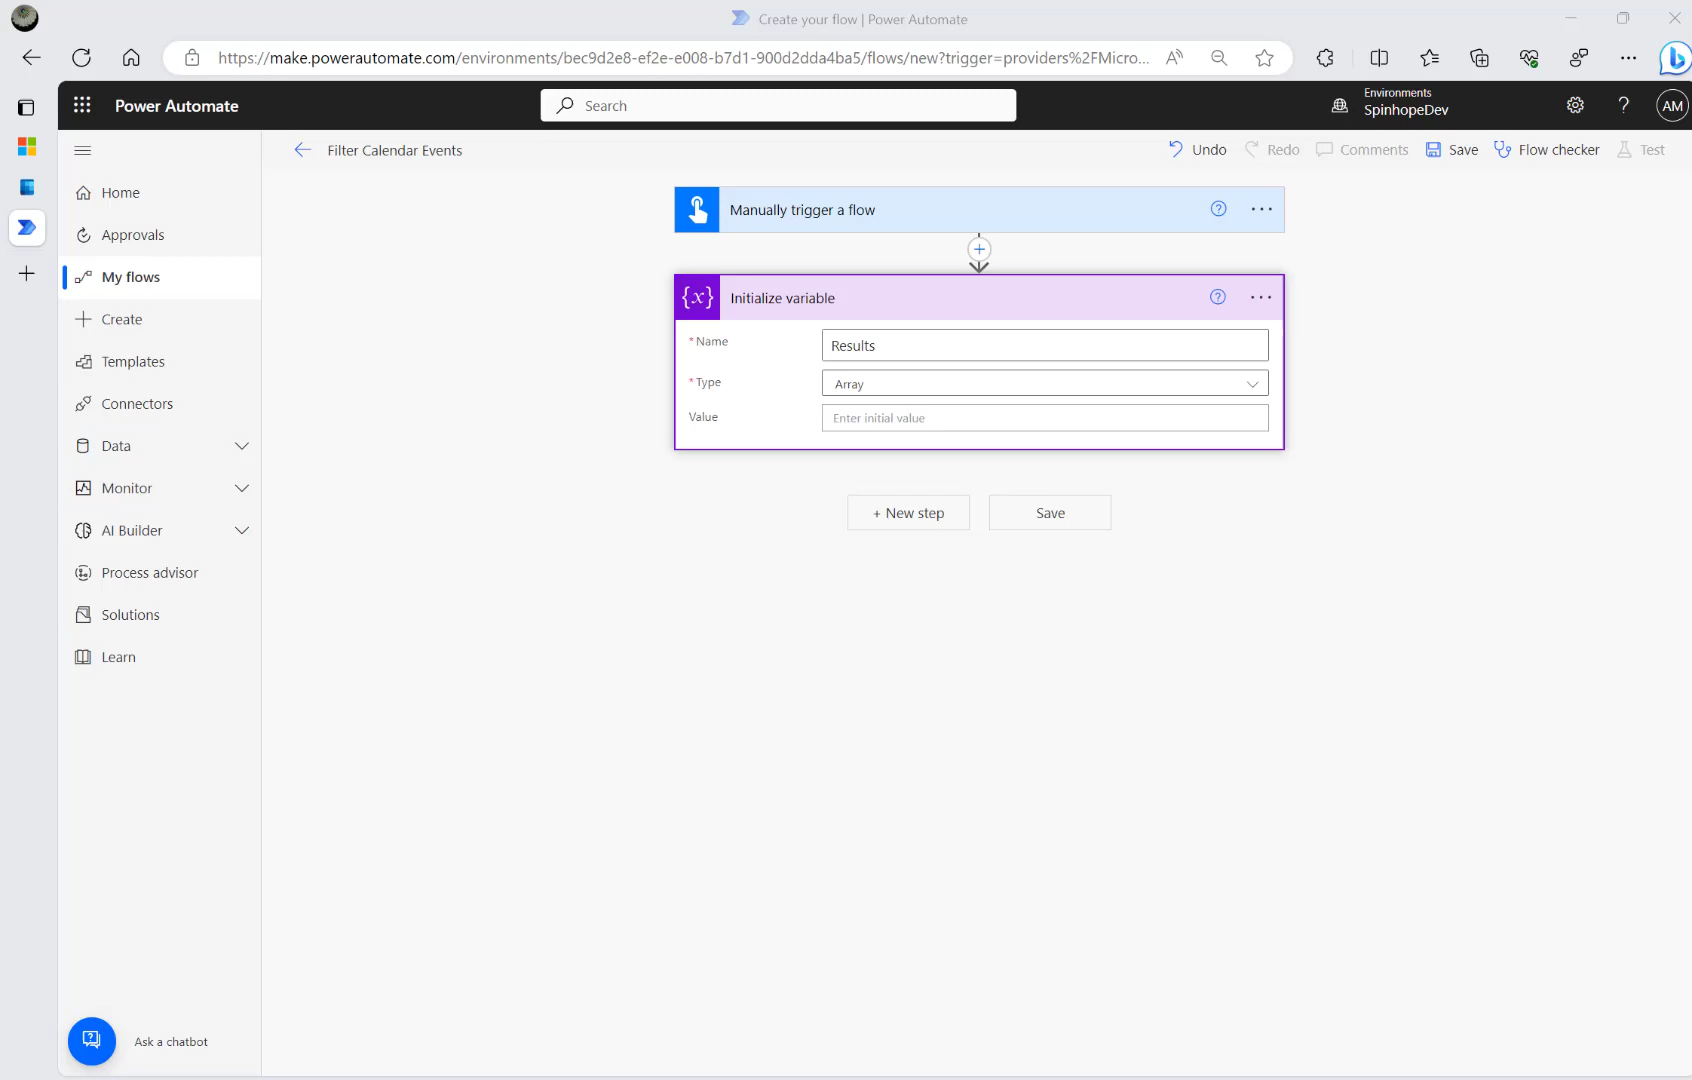 Create your flow | Power Automate
https://make.powerautomate.com/environments/bec9d2e8-ef2e-e008-b7d1-900d2dda4ba5/flows/new?trigger=providers%2FMicro...
Power Automate
Search
Environments
SpinhopeDev
AM
Filter Calendar Events
Undo
Redo
Comments
Save
Flow checker
Test
Home
Approvals
My flows
Create
Templates
Connectors
Data
Monitor
AI Builder
Process advisor
Solutions
Learn
Ask a chatbot
Manually trigger a flow
{x} Initialize variable
* Name
Results
* Type
Array
Value
Enter initial value
+ New step
Save